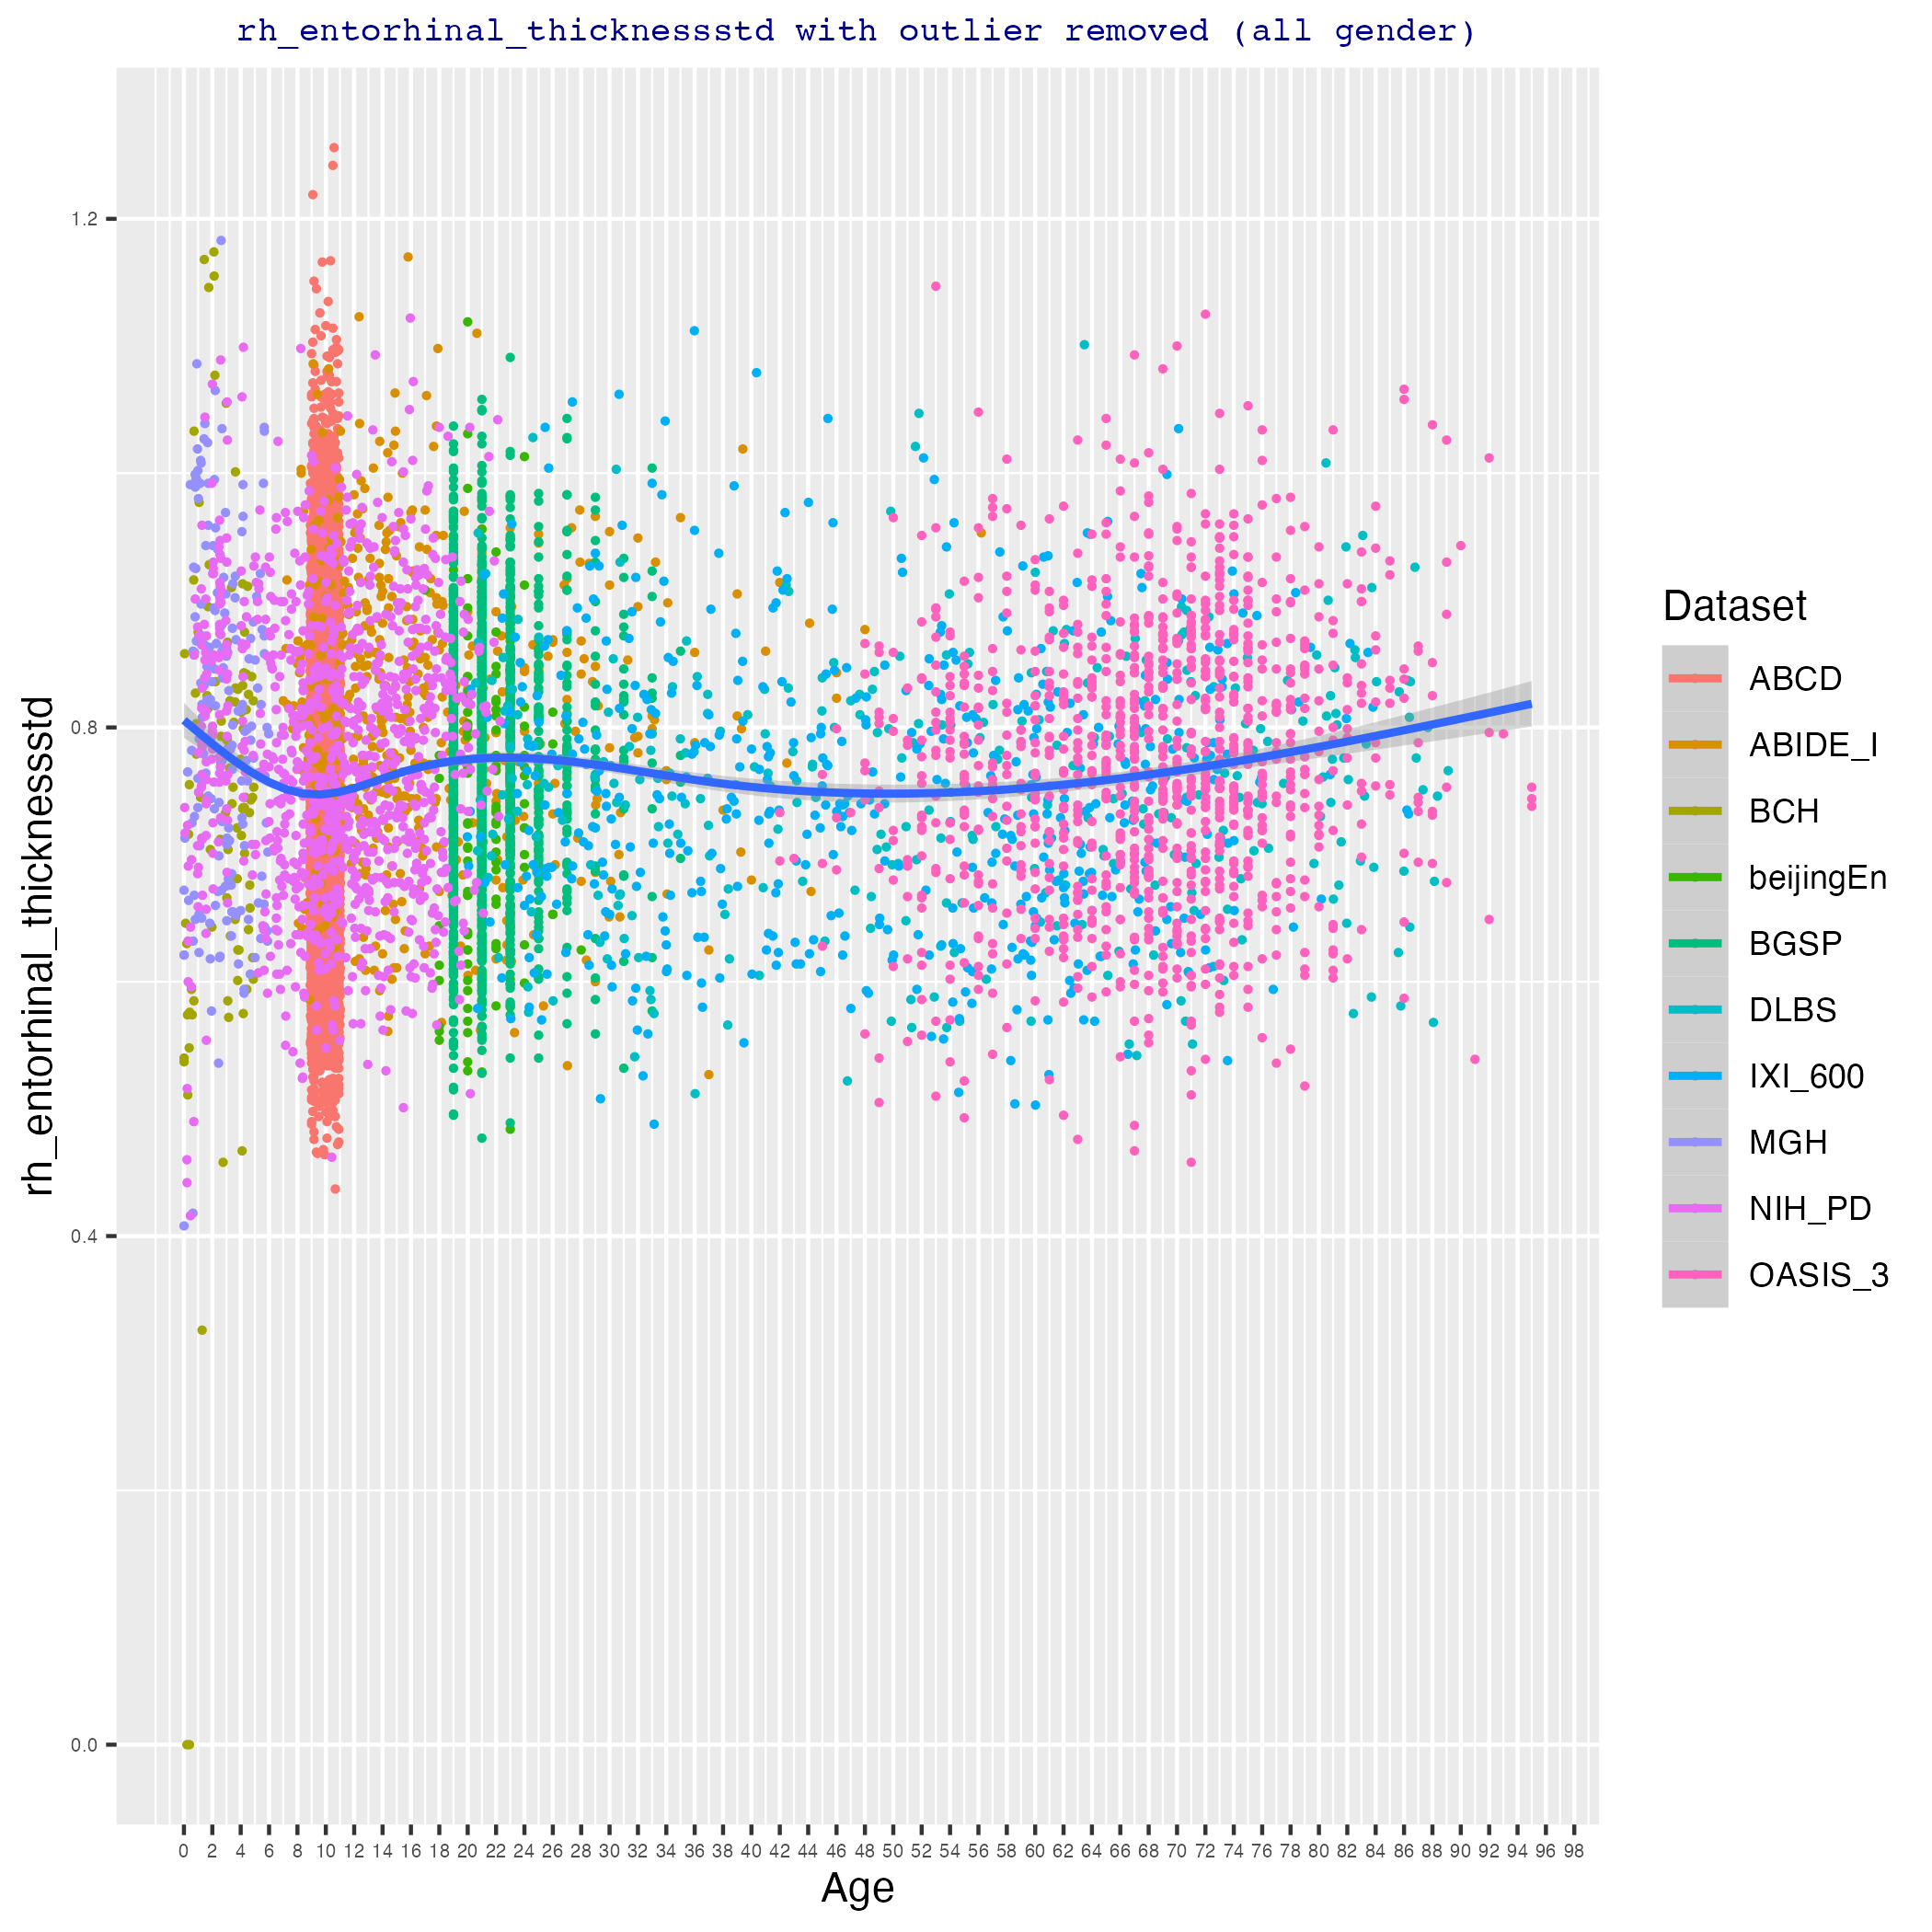 rh_entorhinal_thicknessstd with outlier removed (all gender)
rh_entorhinal_thicknessstd
1.2
0.8
0.4
0.0
0 2 4 6 8 10 12 14 16 18 20 22 24 26 28 30 32 34 36 38 40 42 44 46 48 50 52 54 56 58 60 62 64 66 68 70 72 74 76 78 80 82 84 86 88 90 92 94 96 98
Age
Dataset
ABCD
ABIDE_I
BCH
beijingEn
BGSP
DLBS
IXI_600
MGH
NIH_PD
OASIS_3